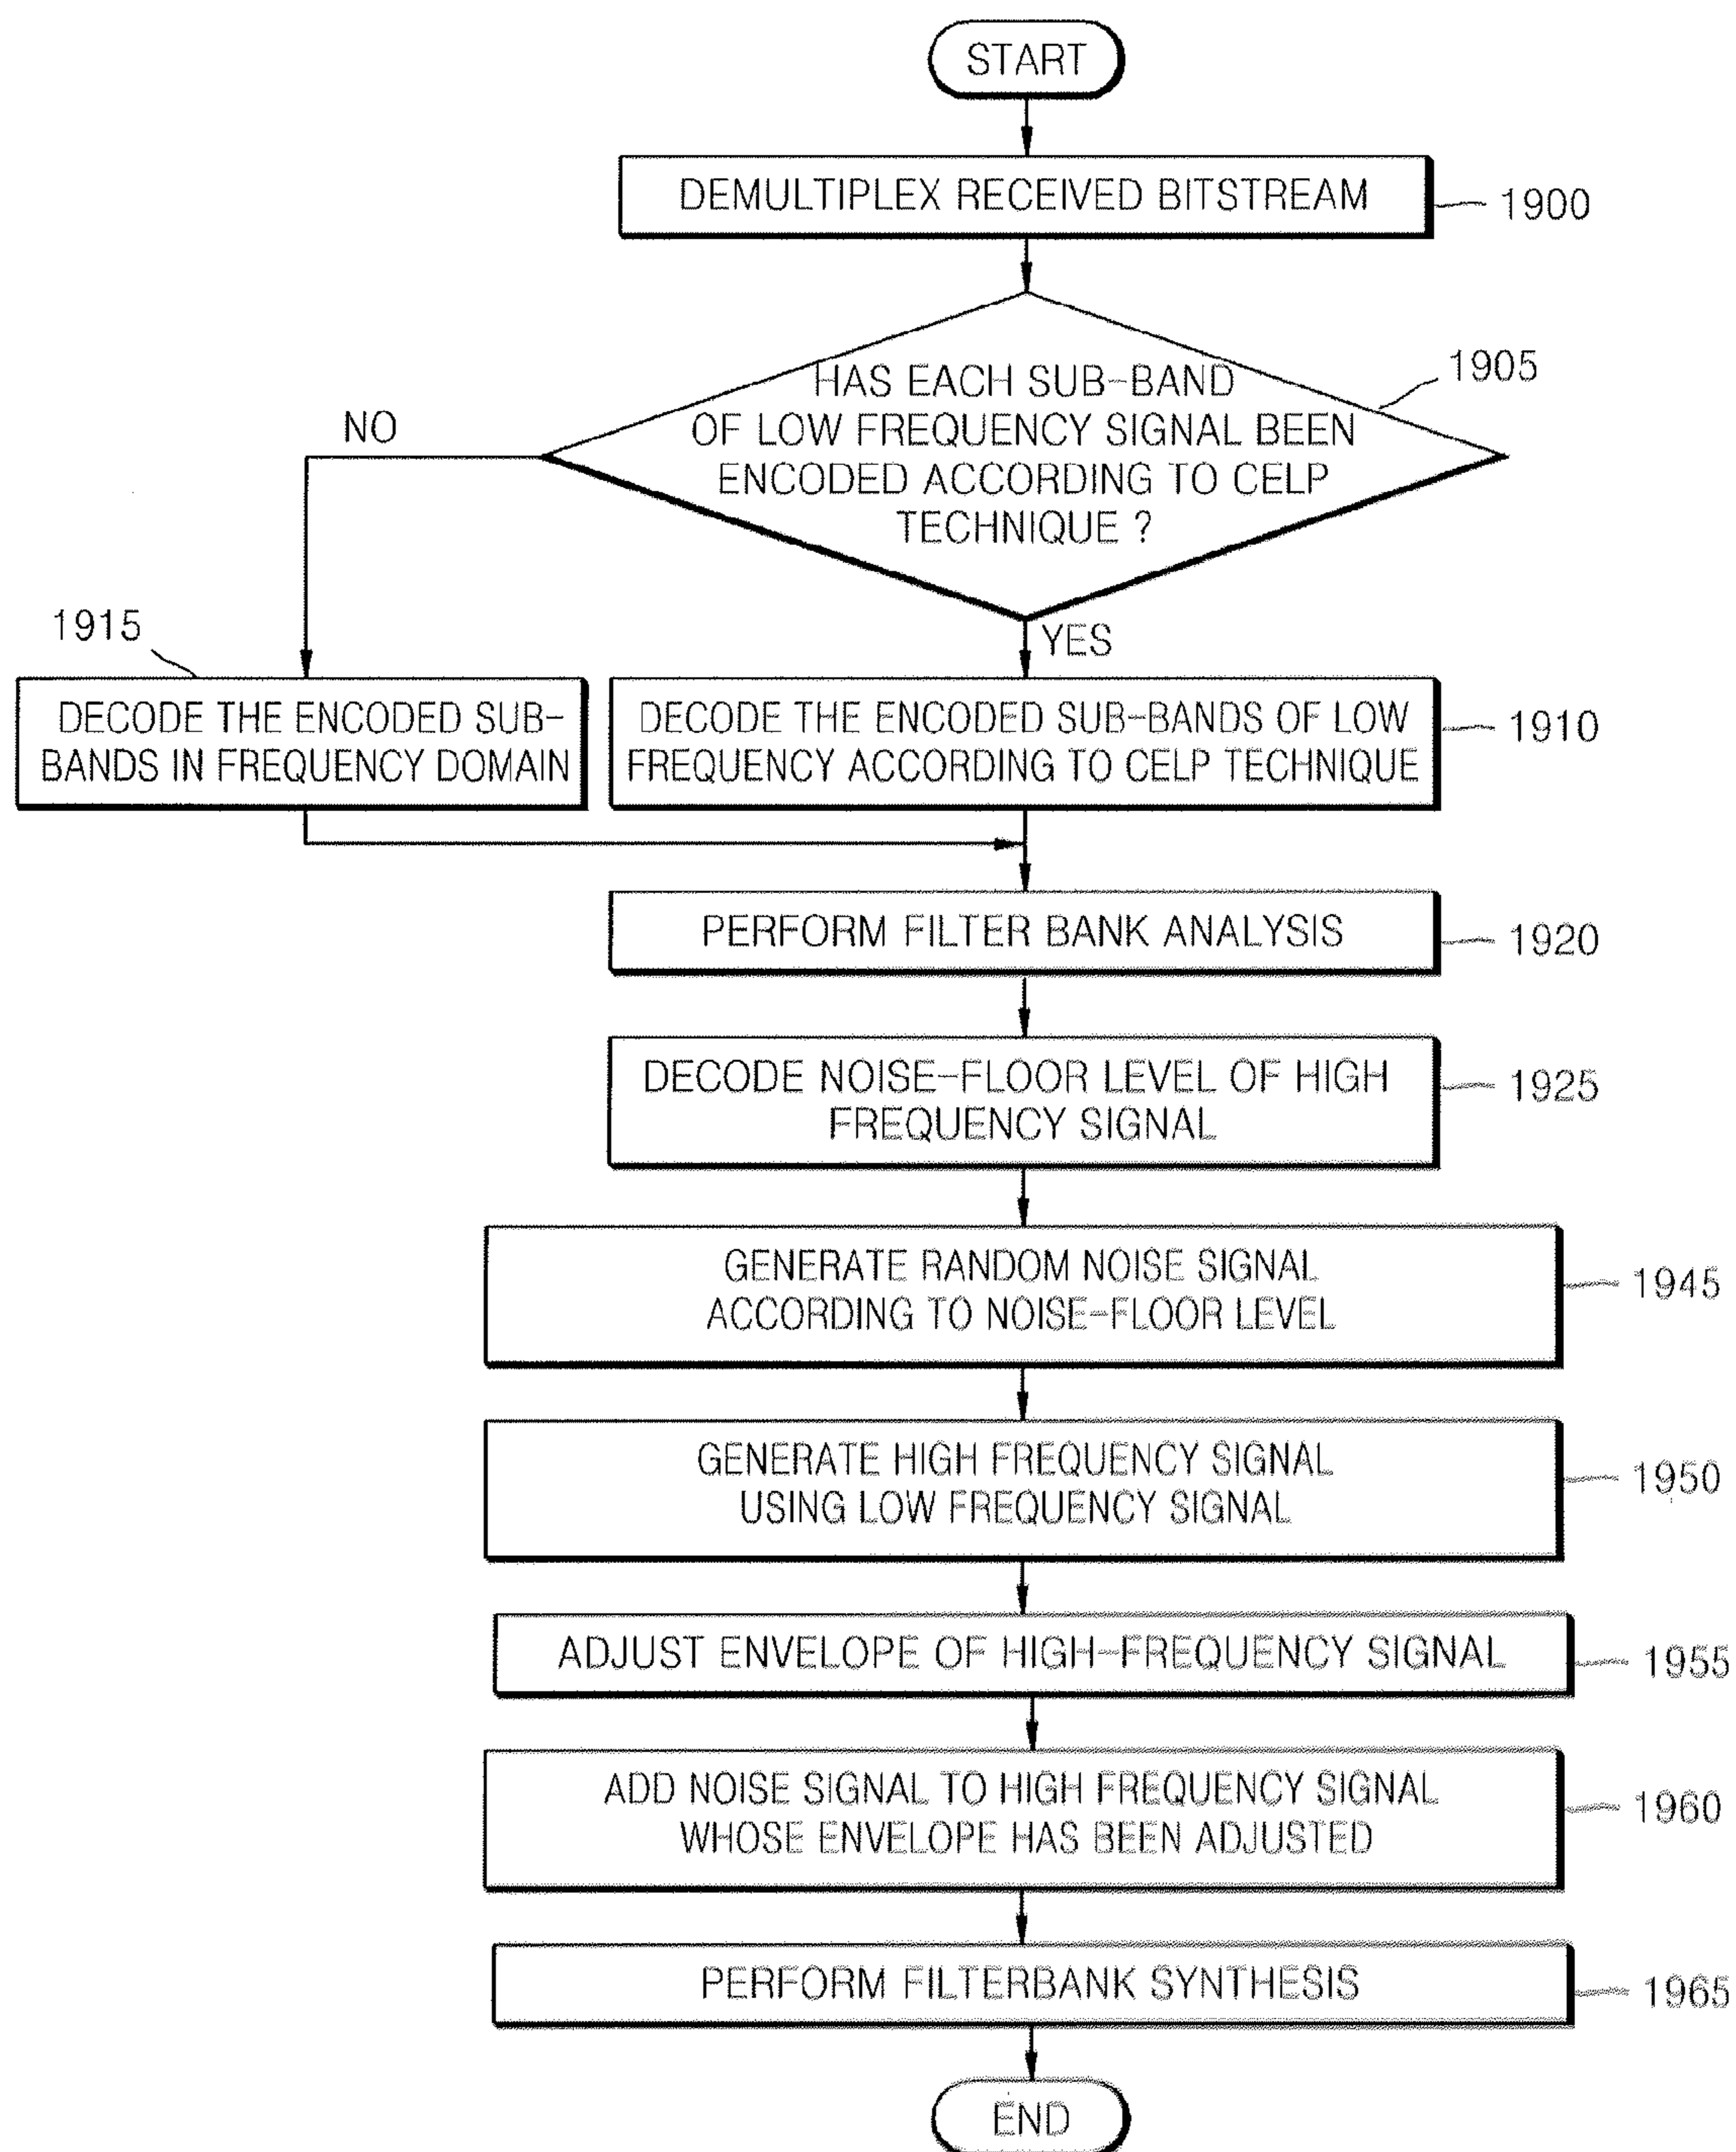 START
DEMULTIPLEX RECEIVED BITSTREAM
1900
HAS EACH SUB-BAND
OF LOW FREQUENCY SIGNAL BEEN
ENCODED ACCORDING TO CELP
TECHNIQUE ?
1905
NO
YES
1915
DECODE THE ENCODED SUB-
BANDS IN FREQUENCY DOMAIN
DECODE THE ENCODED SUB-BANDS OF LOW
FREQUENCY ACCORDING TO CELP TECHNIQUE
1910
PERFORM FILTER BANK ANALYSIS
1920
DECODE NOISE-FLOOR LEVEL OF HIGH
FREQUENCY SIGNAL
1925
GENERATE RANDOM NOISE SIGNAL
ACCORDING TO NOISE-FLOOR LEVEL
1945
GENERATE HIGH FREQUENCY SIGNAL
USING LOW FREQUENCY SIGNAL
1950
ADJUST ENVELOPE OF HIGH-FREQUENCY SIGNAL
1955
ADD NOISE SIGNAL TO HIGH FREQUENCY SIGNAL
WHOSE ENVELOPE HAS BEEN ADJUSTED
1960
PERFORM FILTERBANK SYNTHESIS
1965
END